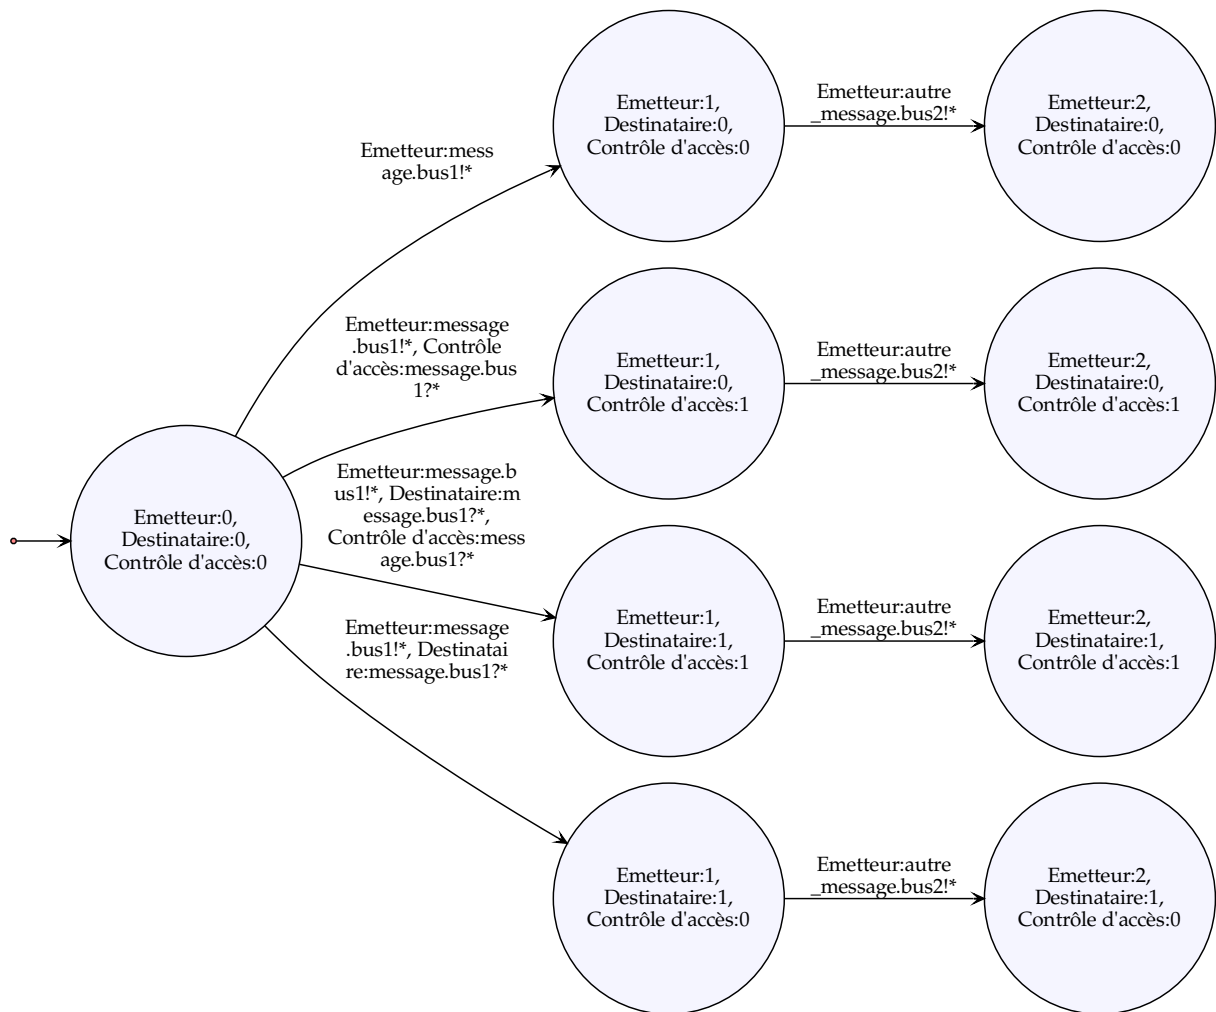 Emetteur:1,
Destinataire:0,
Contrôle d'accès:0
Emetteur:autre
_message.bus2!*
Emetteur:2,
Destinataire:0,
Contrôle d'accès:0
Emetteur:mess
age.bus1!*
Emetteur:message
.bus1!*, Contrôle
d'accès:message.bus
1?*
Emetteur:1,
Destinataire:0,
Contrôle d'accès:1
Emetteur:autre
_message.bus2!*
Emetteur:2,
Destinataire:0,
Contrôle d'accès:1
Emetteur:0,
Destinataire:0,
Contrôle d'accès:0
Emetteur:message.b
us1!*, Destinataire:m
essage.bus1?*,
Contrôle d'accès:mess
age.bus1?*
Emetteur:1,
Destinataire:1,
Contrôle d'accès:1
Emetteur:autre
_message.bus2!*
Emetteur:2,
Destinataire:1,
Contrôle d'accès:1
Emetteur:message
.bus1!*, Destinatai
re:message.bus1?*
Emetteur:1,
Destinataire:1,
Contrôle d'accès:0
Emetteur:autre
_message.bus2!*
Emetteur:2,
Destinataire:1,
Contrôle d'accès:0